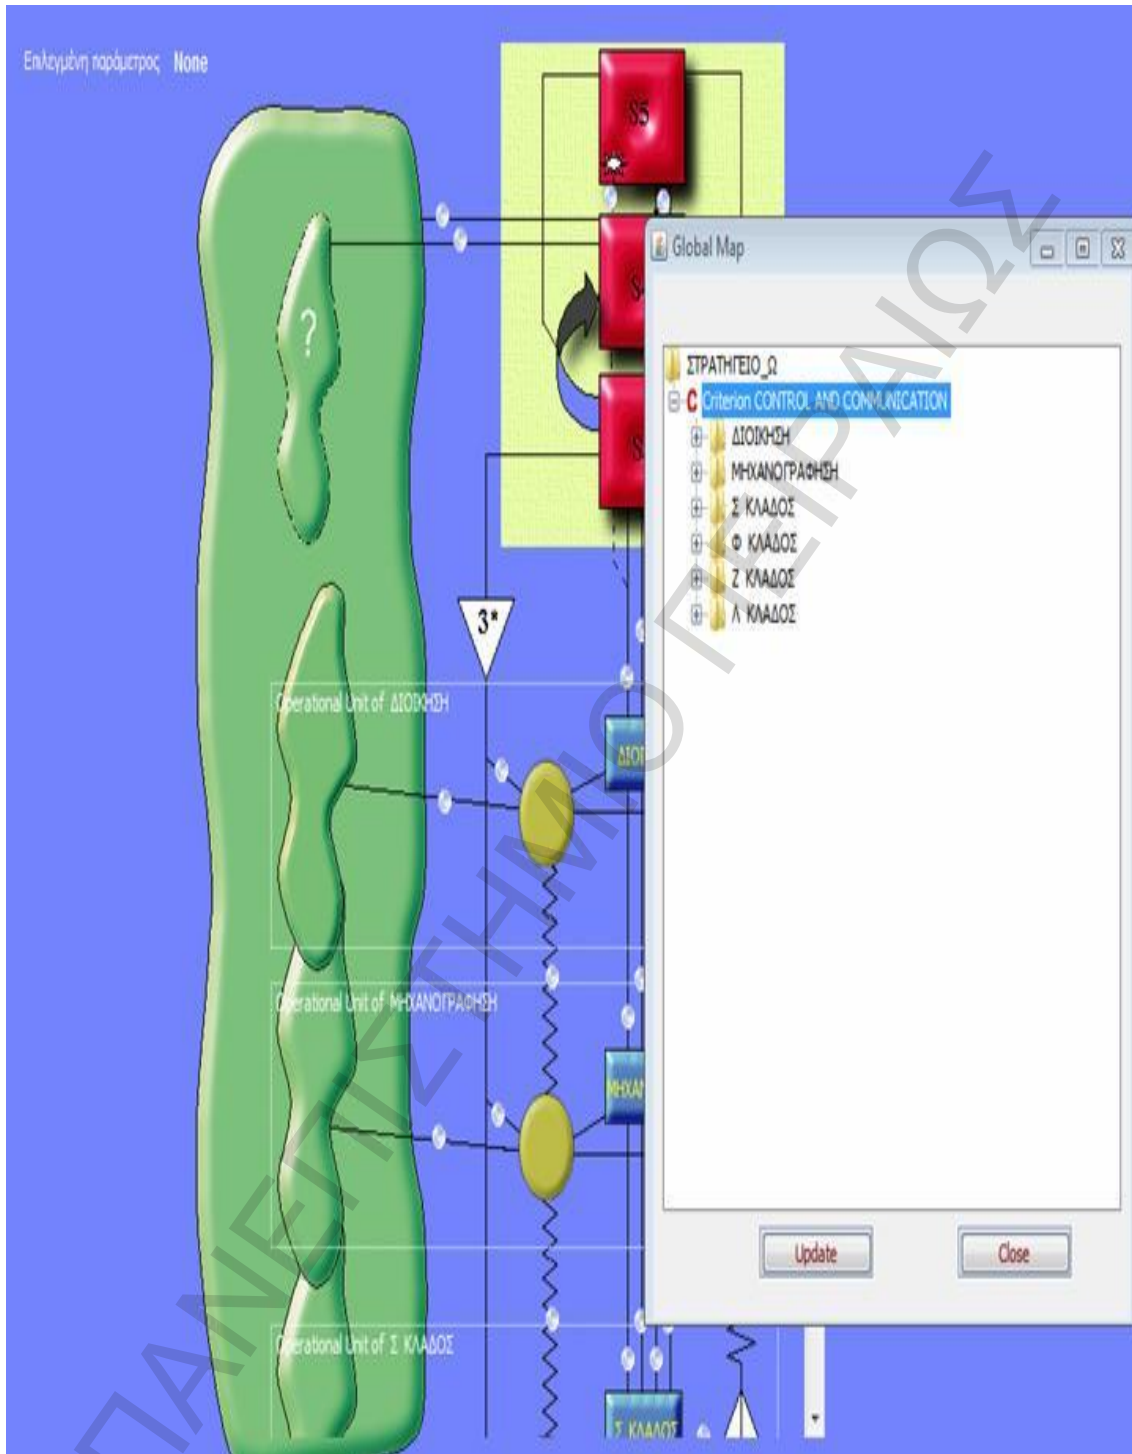 Επιλεγμένη παράμετρος None
S5
?
3*
Operational Unit of ΔΙΟΙΚΗΣΗ
Operational Unit of ΜΗΧΑΝΟΓΡΑΦΗΣΗ
Operational Unit of Σ ΚΛΑΔΟΣ
Σ ΚΛΑΔΟΣ
Global Map
ΣΤΡΑΤΗΓΕΙΟ_Ω
C Criterion CONTROL AND COMMUNICATION
ΔΙΟΙΚΗΣΗ
ΜΗΧΑΝΟΓΡΑΦΗΣΗ
Σ ΚΛΑΔΟΣ
Φ ΚΛΑΔΟΣ
Ζ ΚΛΑΔΟΣ
Λ ΚΛΑΔΟΣ
Update
Close
ΠΑΝΕΠΙΣΤΗΜΙΟ ΠΕΙΡΑΙΩΣ